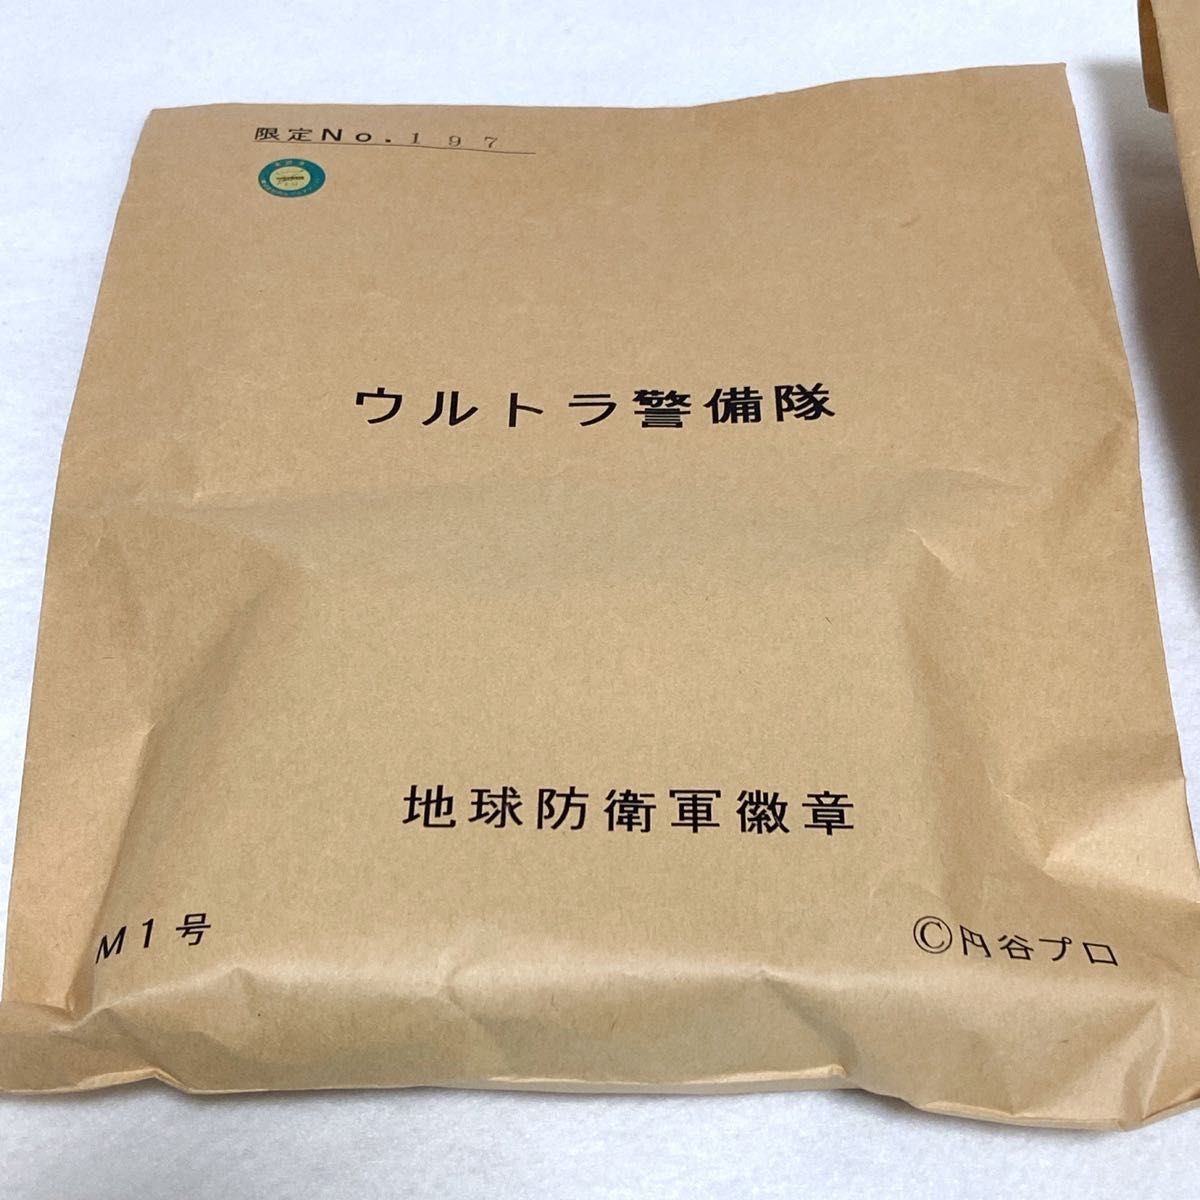 限定No.197
ウルトラ警備隊
地球防衛軍徽章
M1号
©円谷プロ